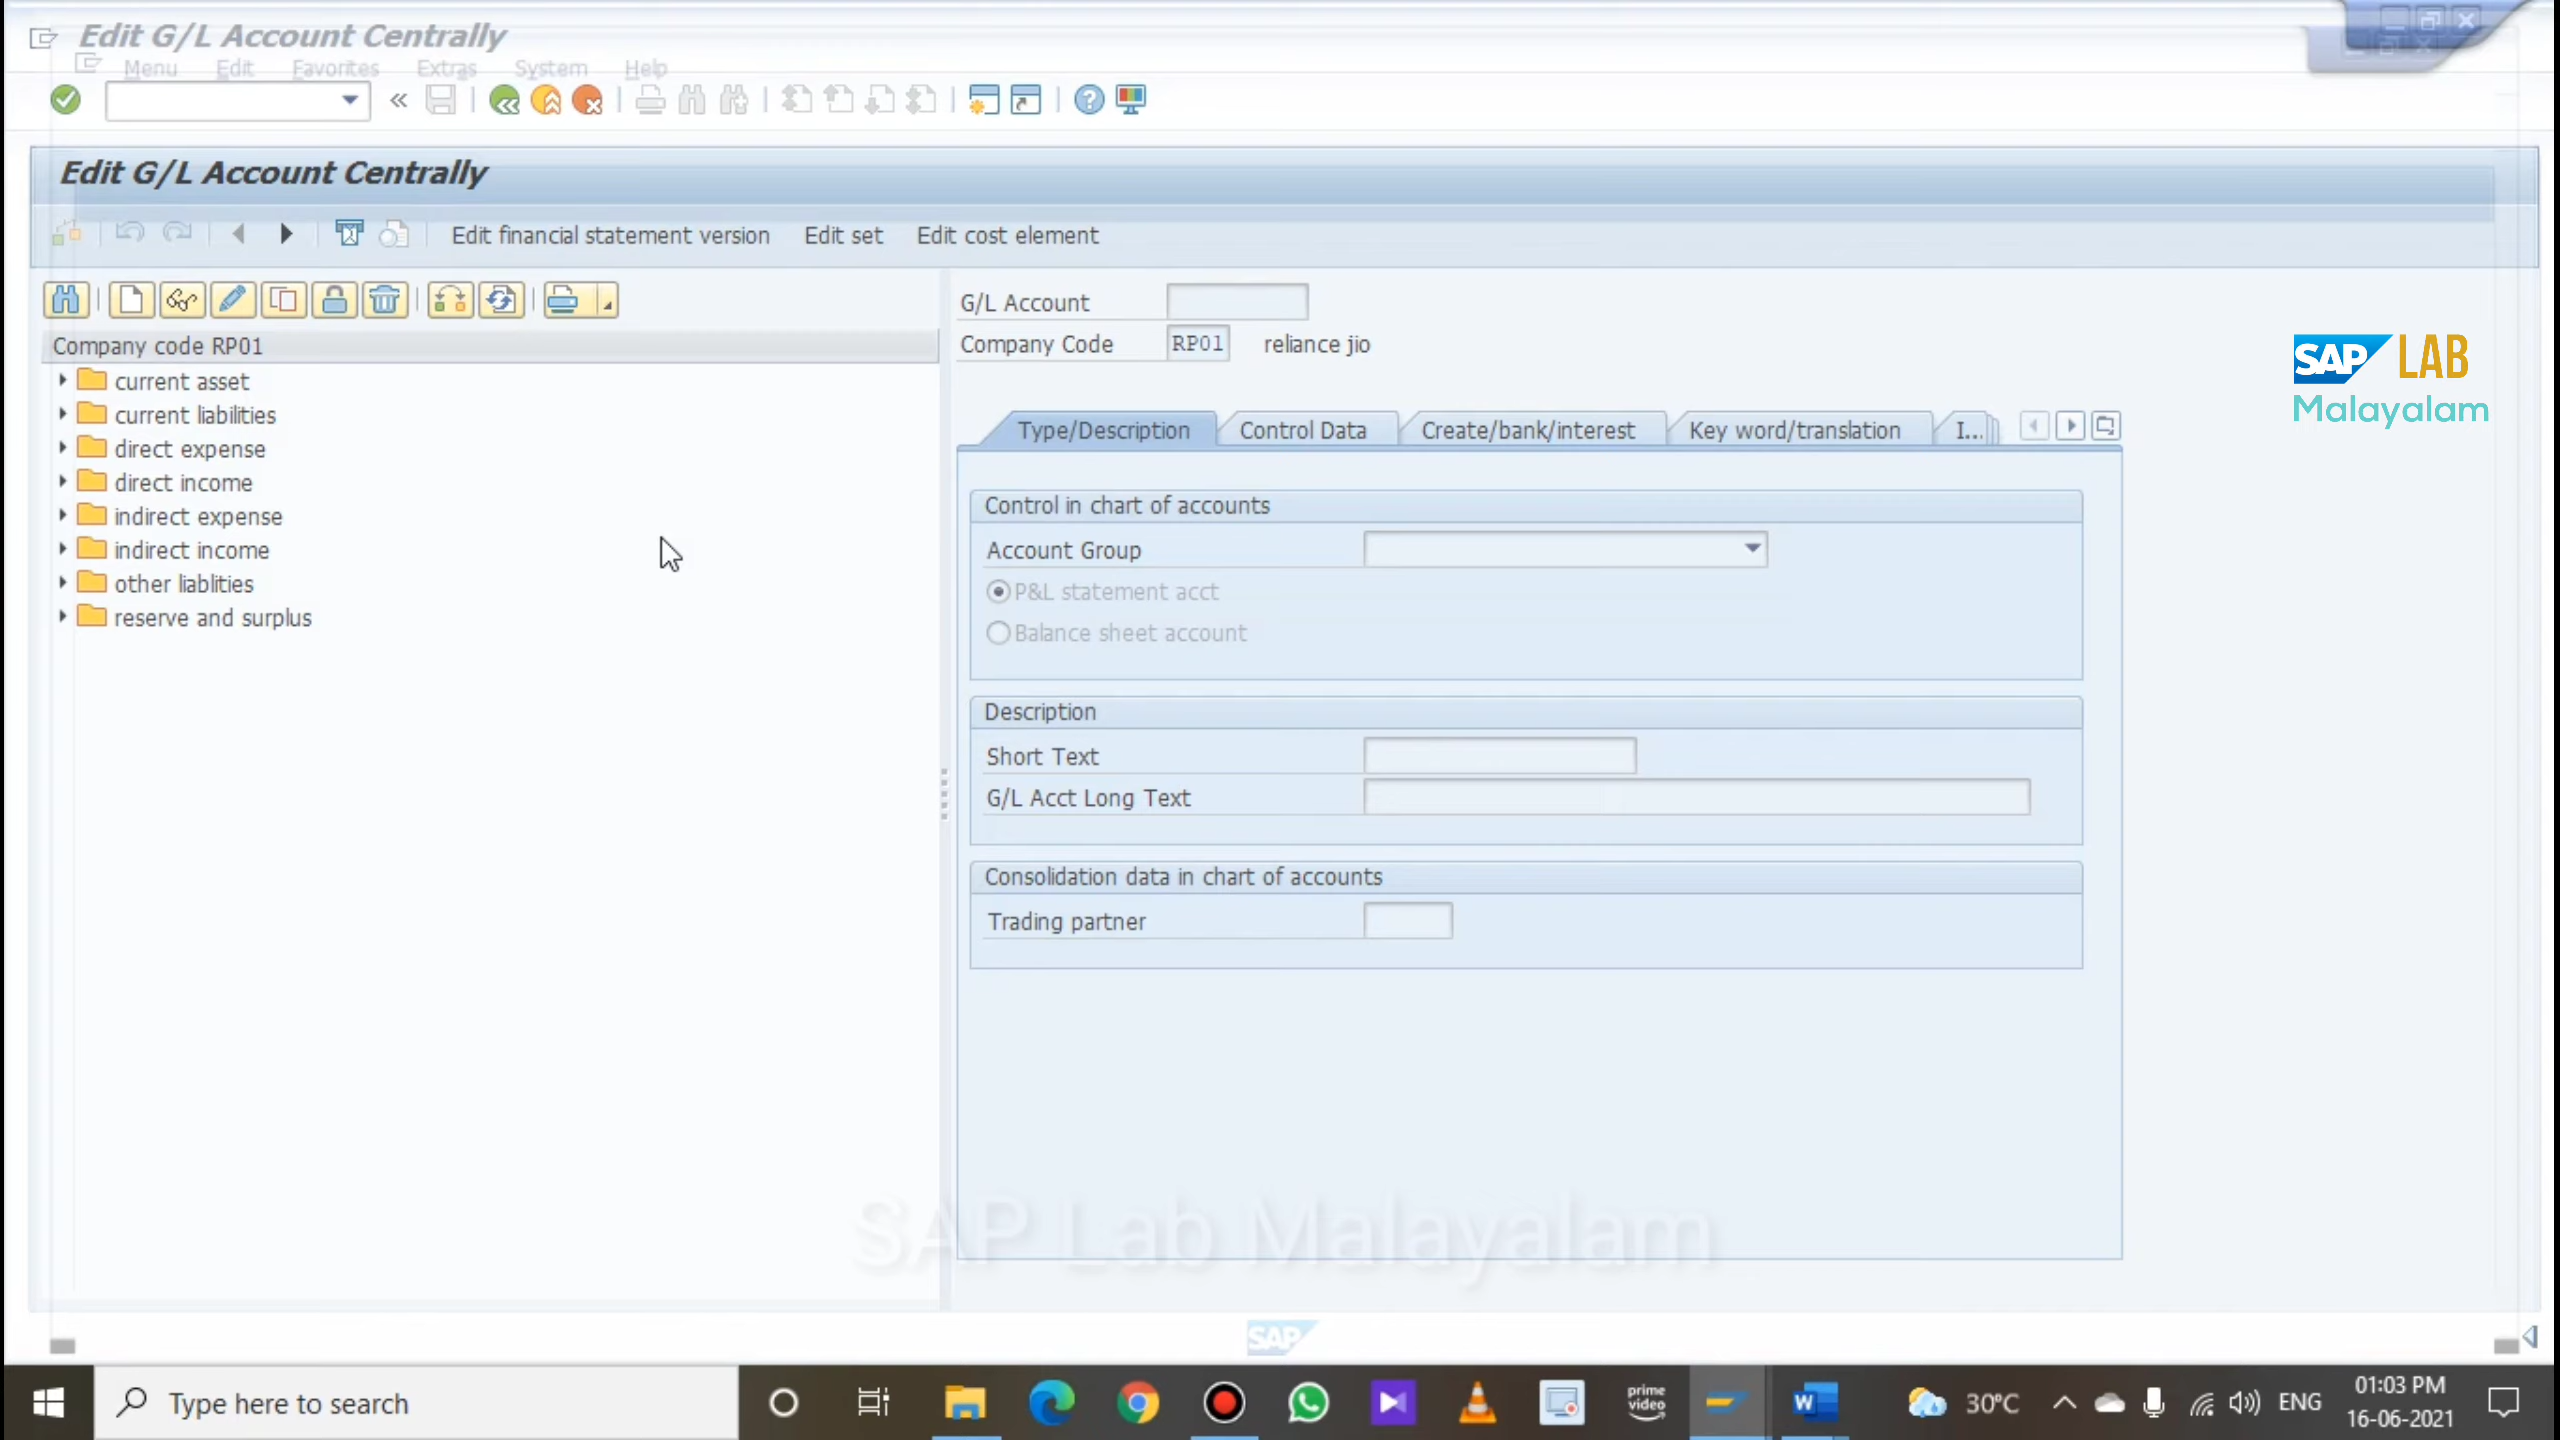 Edit G/L Account Centrally
Menu Edit Favorites Extras System Help
Edit G/L Account Centrally
Edit financial statement version Edit set Edit cost element
G/L Account
Company code RP01
Company Code RP01 reliance jio
current asset
current liabilities
direct expense
direct income
indirect expense
indirect income
other liablities
reserve and surplus
SAP LAB
Malayalam
Type/Description Control Data Create/bank/interest Key word/translation I...
Control in chart of accounts
Account Group
P&L statement acct
Balance sheet account
Description
Short Text
G/L Acct Long Text
Consolidation data in chart of accounts
Trading partner
SAP Lab Malayalam
SAP
Type here to search
prime
video
W
30°C
ENG
01:03 PM
16-06-2021